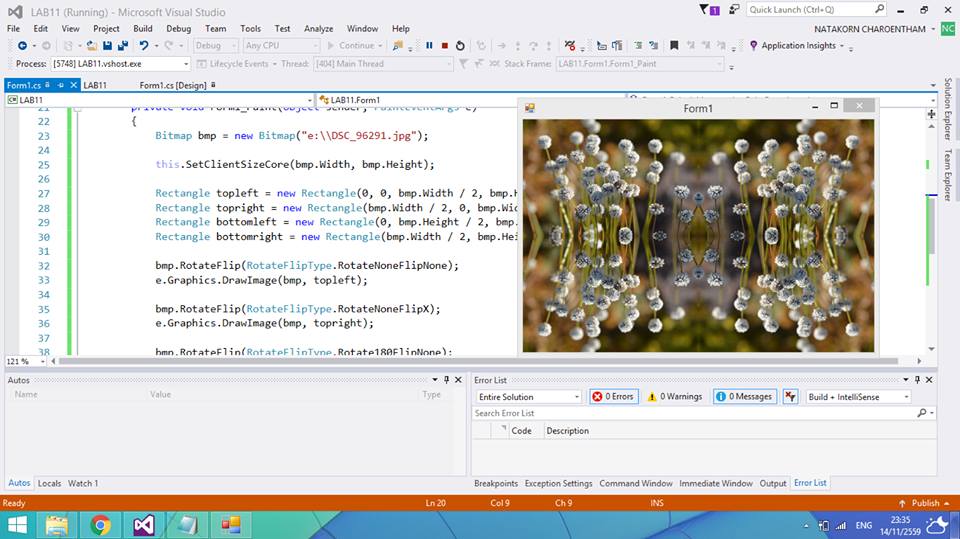 LAB11 (Running) - Microsoft Visual Studio
1
Quick Launch (Ctrl+Q)
File Edit View Project Build Debug Team Tools Test Analyze Window Help
NATAKORN CHAROENTHAM NC
Debug Any CPU Continue Application Insights
Process: [5748] LAB11.vshost.exe Lifecycle Events Thread: [404] Main Thread Stack Frame: LAB11.Form1.Form1_Paint
Form1.cs LAB11 Form1.cs [Design]
LAB11 LAB11.Form1
Form1
22 {
23 Bitmap bmp = new Bitmap("e:\\DSC_96291.jpg");
24
25 this.SetClientSizeCore(bmp.Width, bmp.Height);
26
27 Rectangle topleft = new Rectangle(0, 0, bmp.Width / 2, bmp.H
28 Rectangle topright = new Rectangle(bmp.Width / 2, 0, bmp.Wid
29 Rectangle bottomleft = new Rectangle(0, bmp.Height / 2,
30 Rectangle bottomright = new Rectangle(bmp.Width / 2, bmp.Hei
31
32 bmp.RotateFlip(RotateFlipType.RotateNoneFlipNone);
33 e.Graphics.DrawImage(bmp, topleft);
34
35 bmp.RotateFlip(RotateFlipType.RotateNoneFlipX);
36 e.Graphics.DrawImage(bmp, topright);
37
38 bmp.RotateFlip(RotateFlipType.Rotate180FlipNone);
121 %
Solution Explorer
Team Explorer
Autos
Name Value Type
Autos Locals Watch 1
Error List
Entire Solution 0 Errors 0 Warnings 0 Messages Build + IntelliSense
Search Error List
Code Description
Breakpoints Exception Settings Command Window Immediate Window Output Error List
Ready Ln 20 Col 9 Ch 9 INS Publish
ENG
23:35
14/11/2559